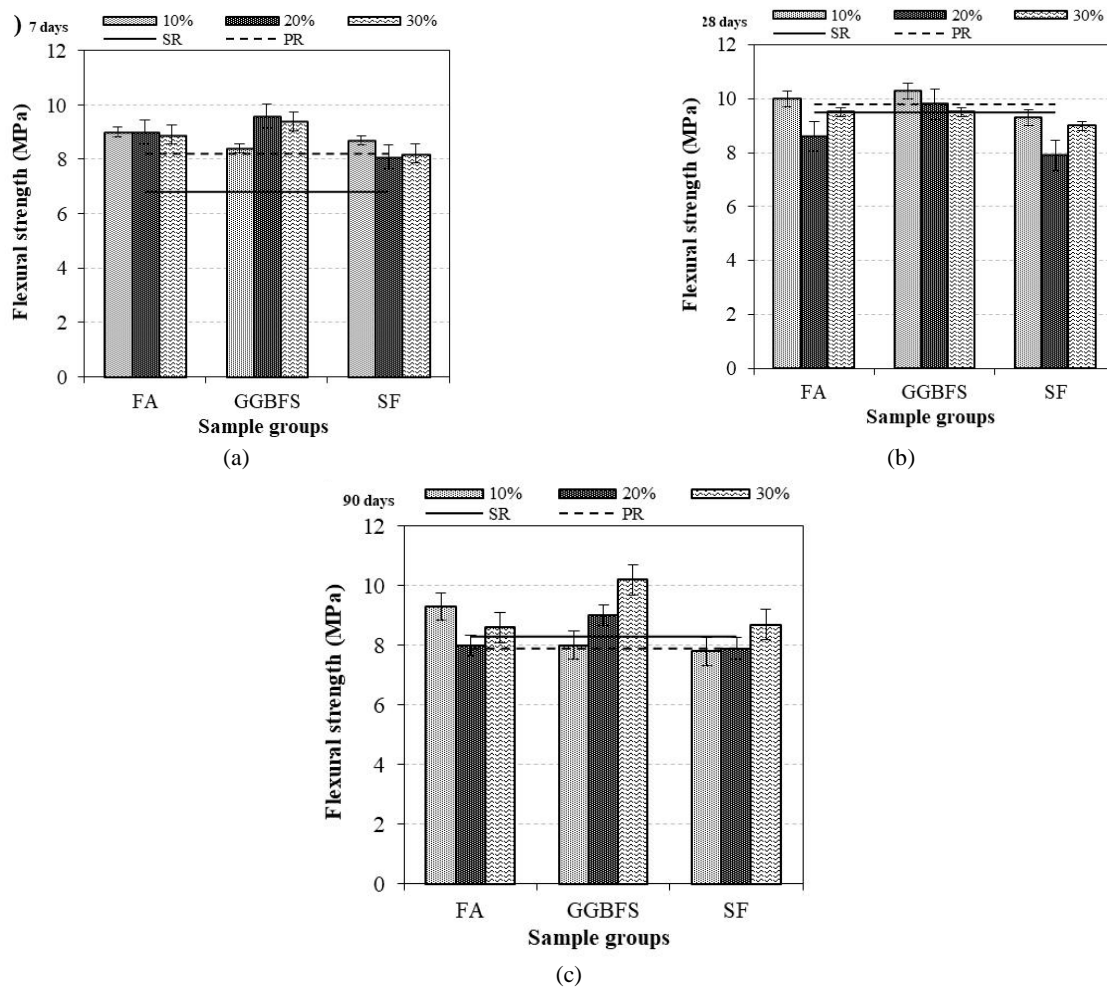 ) 7 days 10% 20% 30%
SR PR
Flexural strength (MPa)
12
10
8
6
4
2
0
FA GGBFS SF
Sample groups
(a)
28 days 10% 20% 30%
SR PR
Flexural strength (MPa)
12
10
8
6
4
2
0
FA GGBFS SF
Sample groups
(b)
90 days 10% 20% 30%
SR PR
Flexural strength (MPa)
12
10
8
6
4
2
0
FA GGBFS SF
Sample groups
(c)